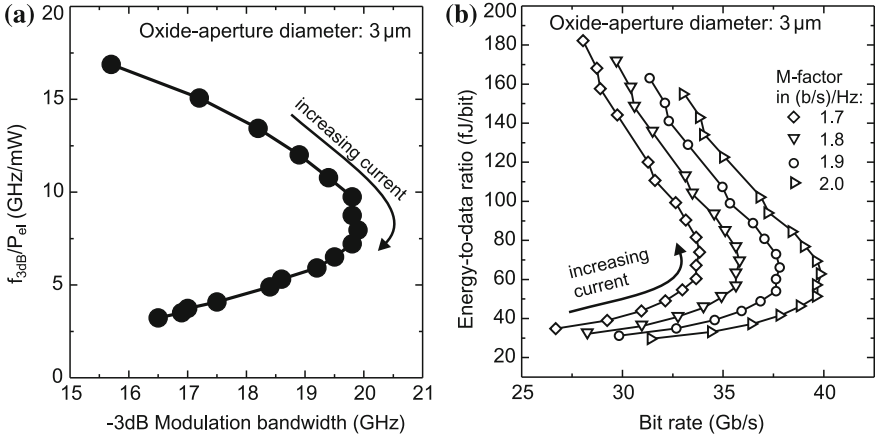 (a)
Oxide-aperture diameter: 3 µm
increasing current
f3dB/Pel (GHz/mW)
20
15
10
5
0
15 16 17 18 19 20 21
-3dB Modulation bandwidth (GHz)
(b)
Oxide-aperture diameter: 3 µm
M-factor
in (b/s)/Hz:
1.7
1.8
1.9
2.0
increasing
current
Energy-to-data ratio (fJ/bit)
200
180
160
140
120
100
80
60
40
20
25 30 35 40
Bit rate (Gb/s)